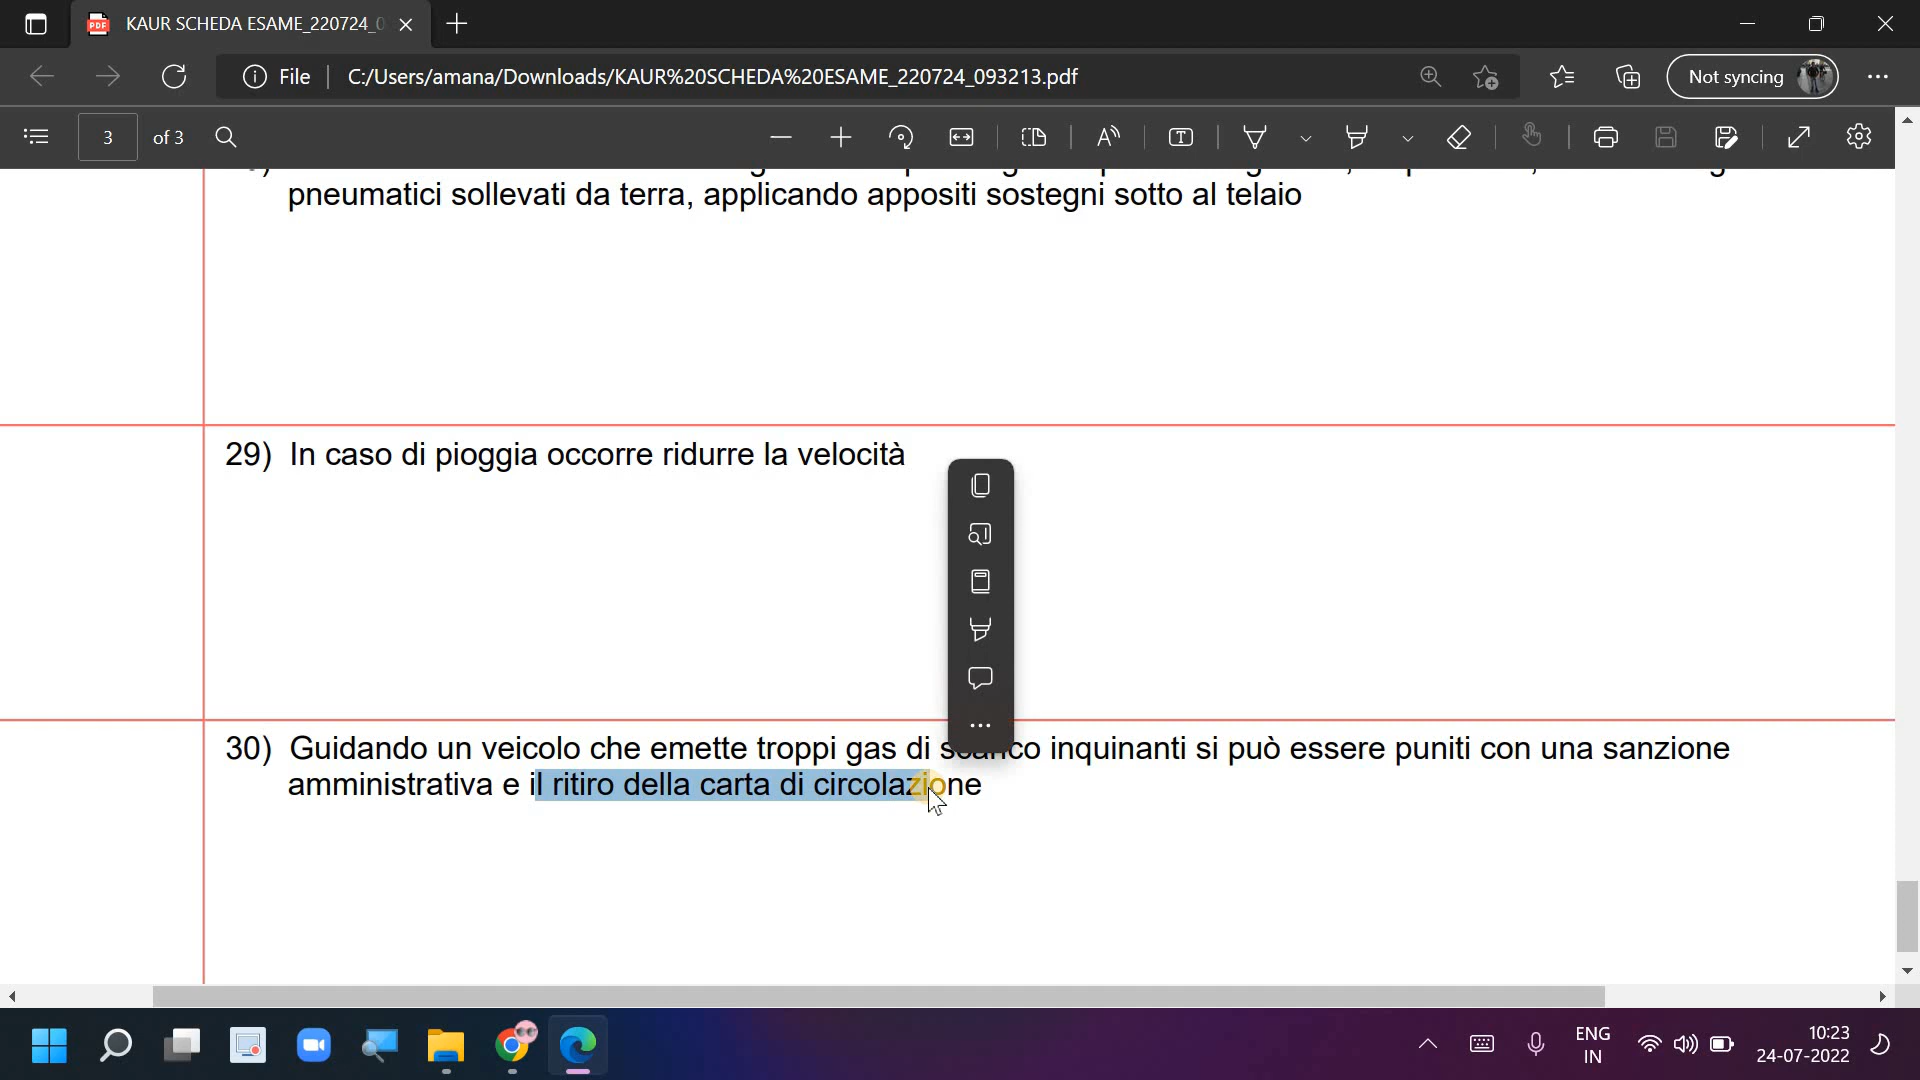 KAUR SCHEDA ESAME_220724_0
File
C:/Users/amana/Downloads/KAUR%20SCHEDA%20ESAME_220724_093213.pdf
Not syncing
3 of 3
pneumatici sollevati da terra, applicando appositi sostegni sotto al telaio
29) In caso di pioggia occorre ridurre la velocità
30) Guidando un veicolo che emette troppi gas di scarico inquinanti si può essere puniti con una sanzione
amministrativa e il ritiro della carta di circolazione
ENG
IN
10:23
24-07-2022